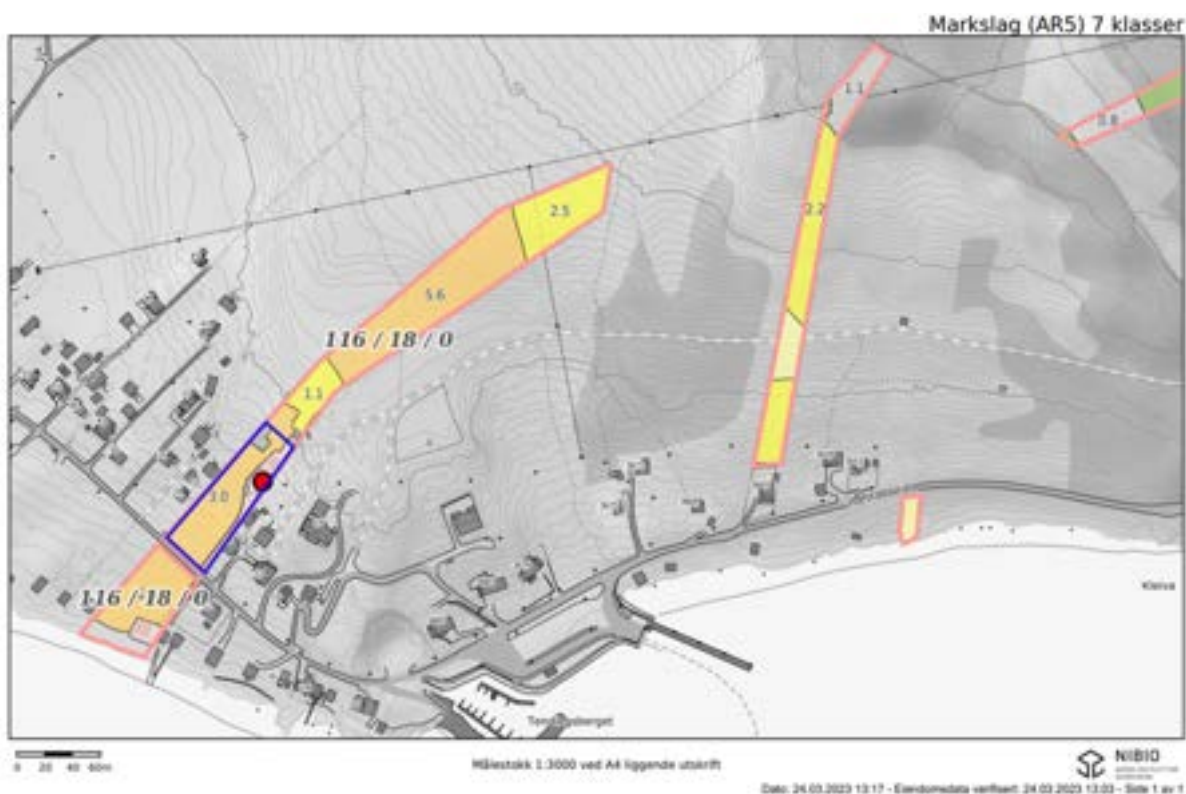 Markslag (AR5) 7 klasser
1.1
0.8
2.5
2.2
5.6
116 / 18 / 0
1.1
3.0
116 / 18 / 0
Kleiva
0 20 40 60m
Målestokk 1:3000 ved A4 liggende utskrift
NIBIO
Dato: 24.03.2023 13:17 - Eiendomsdata verifisert: 24.03.2023 13:03 - Side 1 av 1